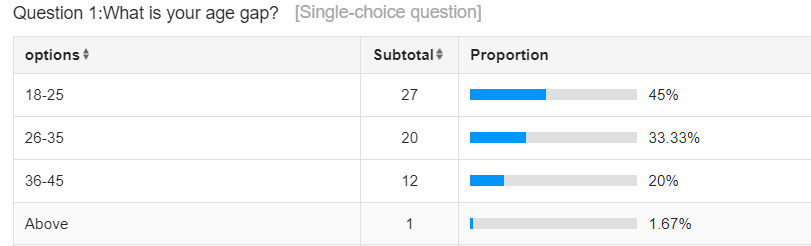 Question 1:What is your age gap? [Single-choice question]
options Subtotal Proportion
18-25 27 45%
26-35 20 33.33%
36-45 12 20%
Above 1 1.67%